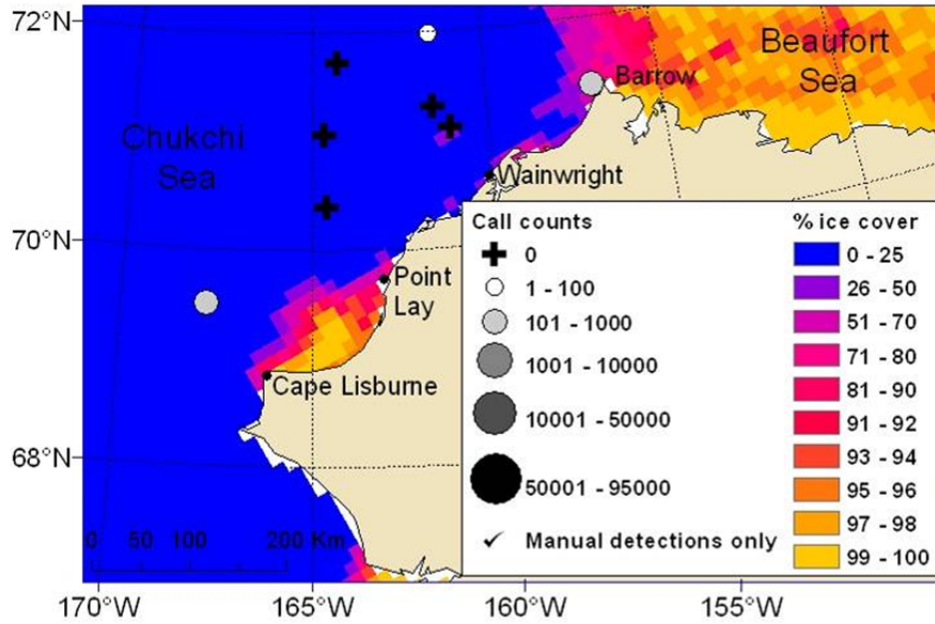 72°N
70°N
68°N
170°W
165°W
160°W
155°W
Chukchi
Sea
Beaufort
Sea
Barrow
Wainwright
Point
Lay
Cape Lisburne
0 50 100 200 Km
Call counts
0
1 - 100
101 - 1000
1001 - 10000
10001 - 50000
50001 - 95000
Manual detections only
% ice cover
0 - 25
26 - 50
51 - 70
71 - 80
81 - 90
91 - 92
93 - 94
95 - 96
97 - 98
99 - 100